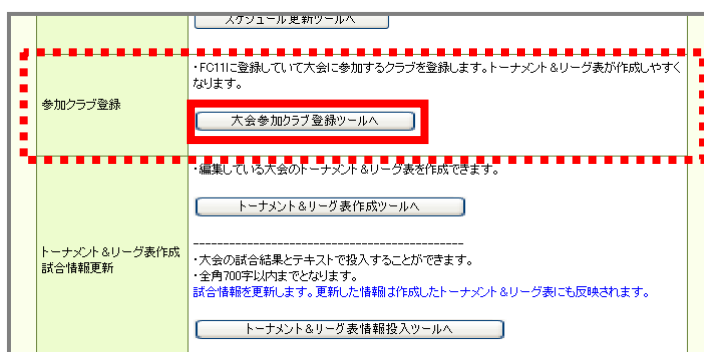 スケジュール更新ツールへ
・FC11に登録していて大会に参加するクラブを登録します。トーナメント&リーグ表が作成しやすく
なります。
参加クラブ登録
大会参加クラブ登録ツールへ
・編集している大会のトーナメント&リーグ表を作成できます。
トーナメント&リーグ表作成ツールへ
トーナメント&リーグ表作成
試合情報更新
--------------------------------------------------
・大会の試合結果とテキストで投入することができます。
・全角700字以内までとなります。
試合情報を更新します。更新した情報は作成したトーナメント&リーグ表にも反映されます。
トーナメント&リーグ表情報投入ツールへ